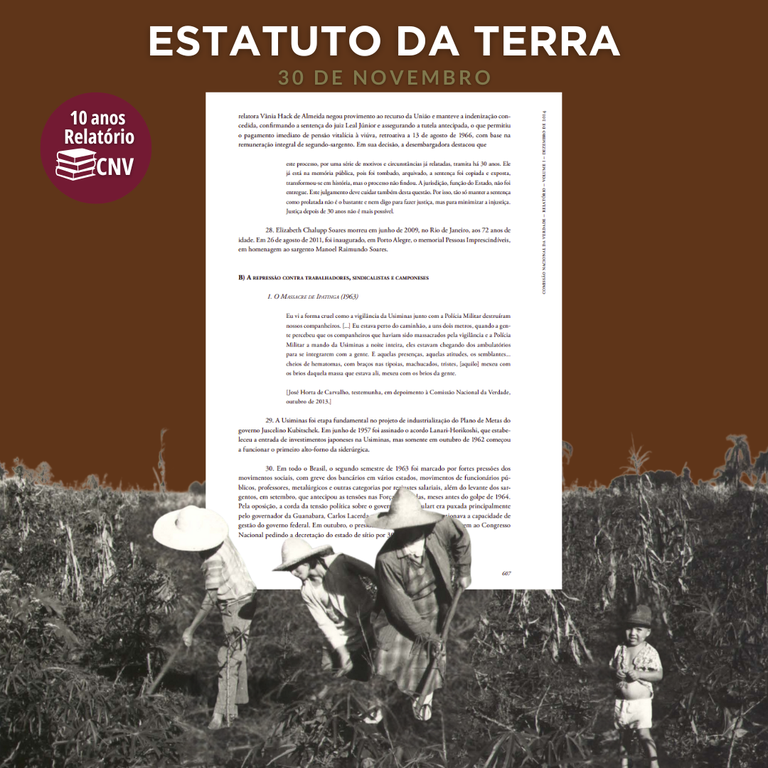 ESTATUTO DA TERRA
30 DE NOVEMBRO
10 anos
Relatório
CNV
relatora Vânia Hack de Almeida negou provimento ao recurso da União e manteve a indenização con-
cedida, confirmando a sentença do juiz Leal Júnior e assegurando a tutela antecipada, o que permitiu
o pagamento imediato de pensão vitalícia à viúva, retroativa a 13 de agosto de 1966, com base na
remuneração integral de segundo-sargento. Em sua decisão, a desembargadora destacou que
este processo, por uma série de motivos e circunstâncias já relatadas, tramita há 30 anos. Ele
já está na memória pública, pois foi tombado, arquivado, a sentença foi copiada e exposta,
transformou-se em história, mas o processo não findou. A jurisdição, função do Estado, não foi
entregue. Este julgamento deve cuidar também desta questão. Por isso, tão só manter a sentença
como prolatada não é o bastante e nem digo para fazer justiça, mas para minimizar a injustiça.
Justiça depois de 30 anos não é mais possível.
28. Elizabeth Chalupp Soares morreu em junho de 2009, no Rio de Janeiro, aos 72 anos de
idade. Em 26 de agosto de 2011, foi inaugurado, em Porto Alegre, o memorial Pessoas Imprescindíveis,
em homenagem ao sargento Manoel Raimundo Soares.
B) A REPRESSÃO CONTRA TRABALHADORES, SINDICALISTAS E CAMPONESES
1. O MASSACRE DE IPATINGA (1963)
Eu vi a forma cruel como a vigilância da Usiminas junto com a Polícia Militar destruíram
nossos companheiros. [...] Eu estava perto do caminhão, a uns dois metros, quando a gen-
te percebeu que os companheiros que haviam sido massacrados pela vigilância e a Polícia
Militar a mando da Usiminas a noite inteira, eles estavam chegando dos ambulatórios
para se integrarem com a gente. E aquelas presenças, aquelas atitudes, os semblantes...
cheios de hematomas, com braços nas tipoias, machucados, tristes, [aquilo] mexeu com
os brios daquela massa que estava ali, mexeu com os brios da gente.
[José Horta de Carvalho, testemunha, em depoimento à Comissão Nacional da Verdade,
outubro de 2013.]
29. A Usiminas foi etapa fundamental no projeto de industrialização do Plano de Metas do
governo Juscelino Kubitschek. Em junho de 1957 foi assinado o acordo Lanari-Horikoshi, que estabe-
leceu a entrada de investimentos japoneses na Usiminas, mas somente em outubro de 1962 começou
a funcionar o primeiro alto-forno da siderúrgica.
30. Em todo o Brasil, o segundo semestre de 1963 foi marcado por fortes pressões dos
movimentos sociais, com greve dos bancários em vários estados, movimentos de funcionários pú-
blicos, professores, metalúrgicos e outras categorias por reajustes salariais, além do levante dos sar-
gentos, em setembro, que antecipou as tensões nas Forças meses antes do golpe de 1964.
Pela oposição, a corda da tensão política sobre o era puxada principalmente
pelo governador da Guanabara, Carlos Lacerda a capacidade de
gestão do governo federal. Em outubro, o ao Congresso
Nacional pedindo a decretação do estado de sítio por
607